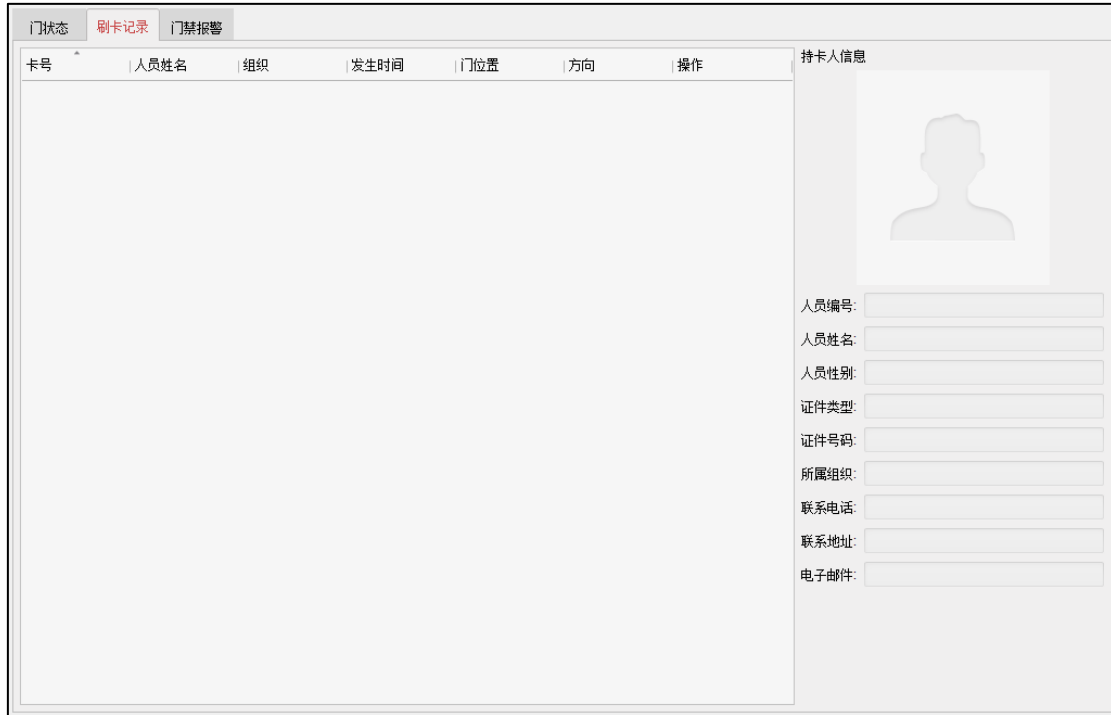 门状态 刷卡记录 门禁报警
卡号 人员姓名 组织 发生时间 门位置 方向 操作
持卡人信息
人员编号:
人员姓名:
人员性别:
证件类型:
证件号码:
所属组织:
联系电话:
联系地址:
电子邮件: